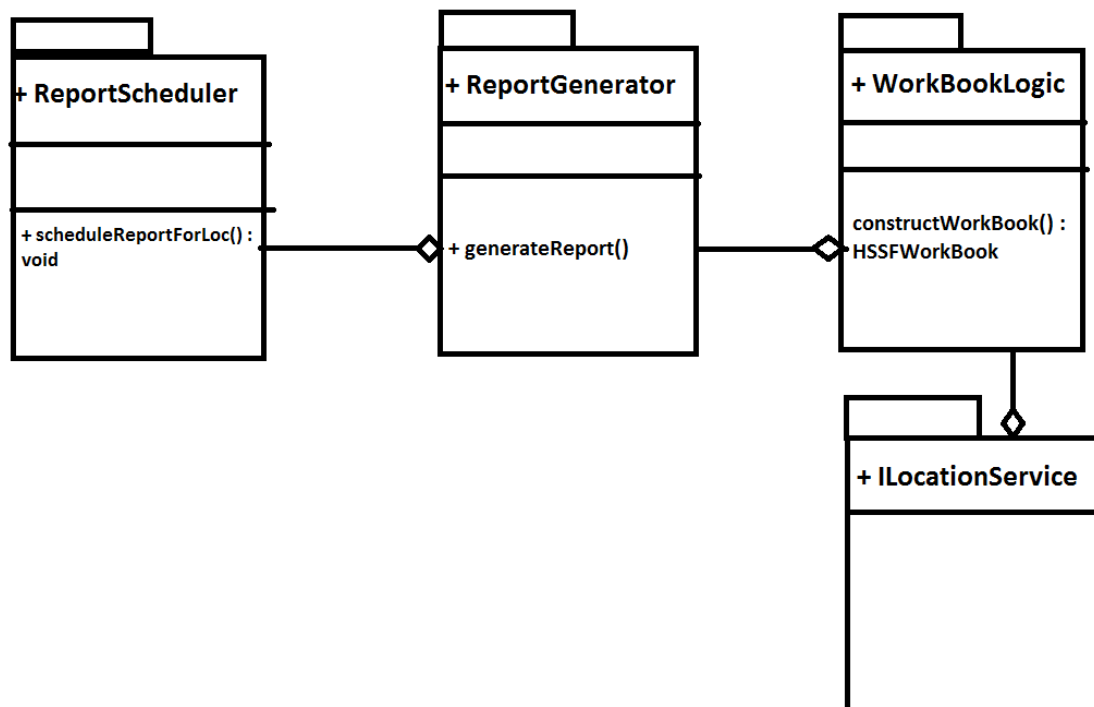 + ReportScheduler
+ scheduleReportForLoc() :
void
+ ReportGenerator
+ generateReport()
+ WorkBookLogic
constructWorkBook() :
HSSFWorkBook
+ ILocationService